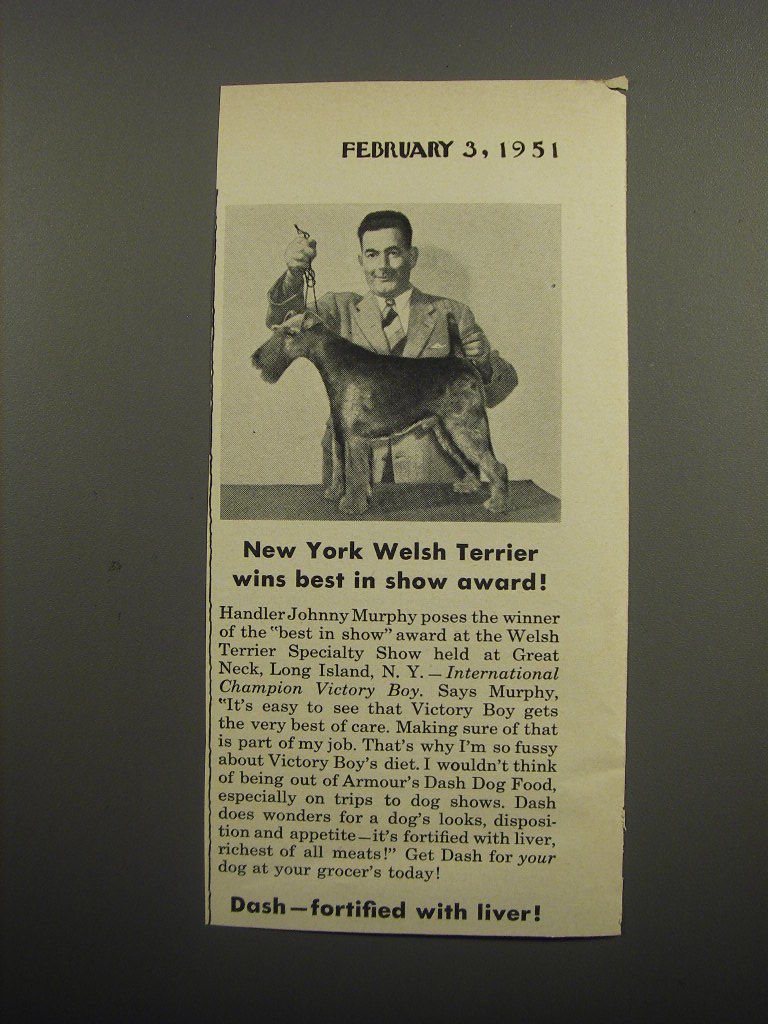 FEBRUARY 3, 1951
New York Welsh Terrier
wins best in show award!
Handler Johnny Murphy poses the winner
of the "best in show" award at the Welsh
Terrier Specialty Show held at Great
Neck, Long Island, N. Y. — International
Champion Victory Boy. Says Murphy,
"It's easy to see that Victory Boy gets
the very best of care. Making sure of that
is part of my job. That's why I'm so fussy
about Victory Boy's diet. I wouldn't think
of being out of Armour's Dash Dog Food,
especially on trips to dog shows. Dash
does wonders for a dog's looks, disposi-
tion and appetite—it's fortified with liver,
richest of all meats!" Get Dash for your
dog at your grocer's today!
Dash—fortified with liver!